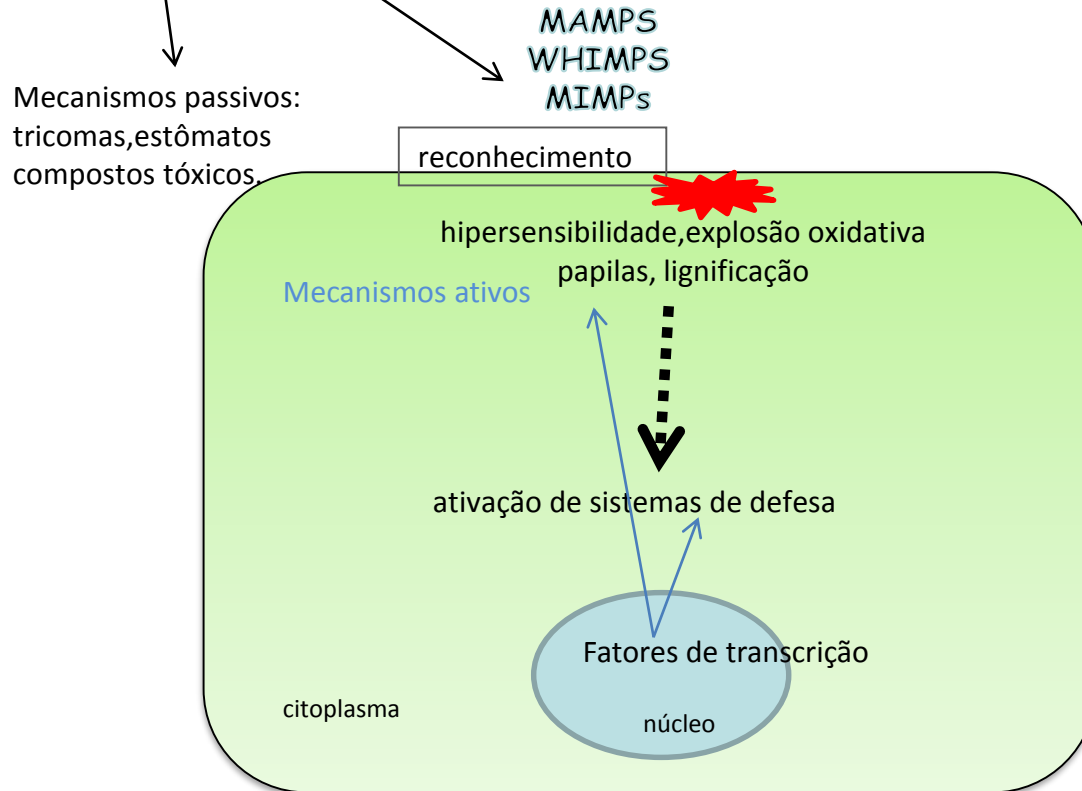 MAMPS
WHIMPS
MIMPs
Mecanismos passivos:
tricomas,estômatos
compostos tóxicos.
reconhecimento
hipersensibilidade,explosão oxidativa
papilas, lignificação
Mecanismos ativos
ativação de sistemas de defesa
Fatores de transcrição
citoplasma
núcleo